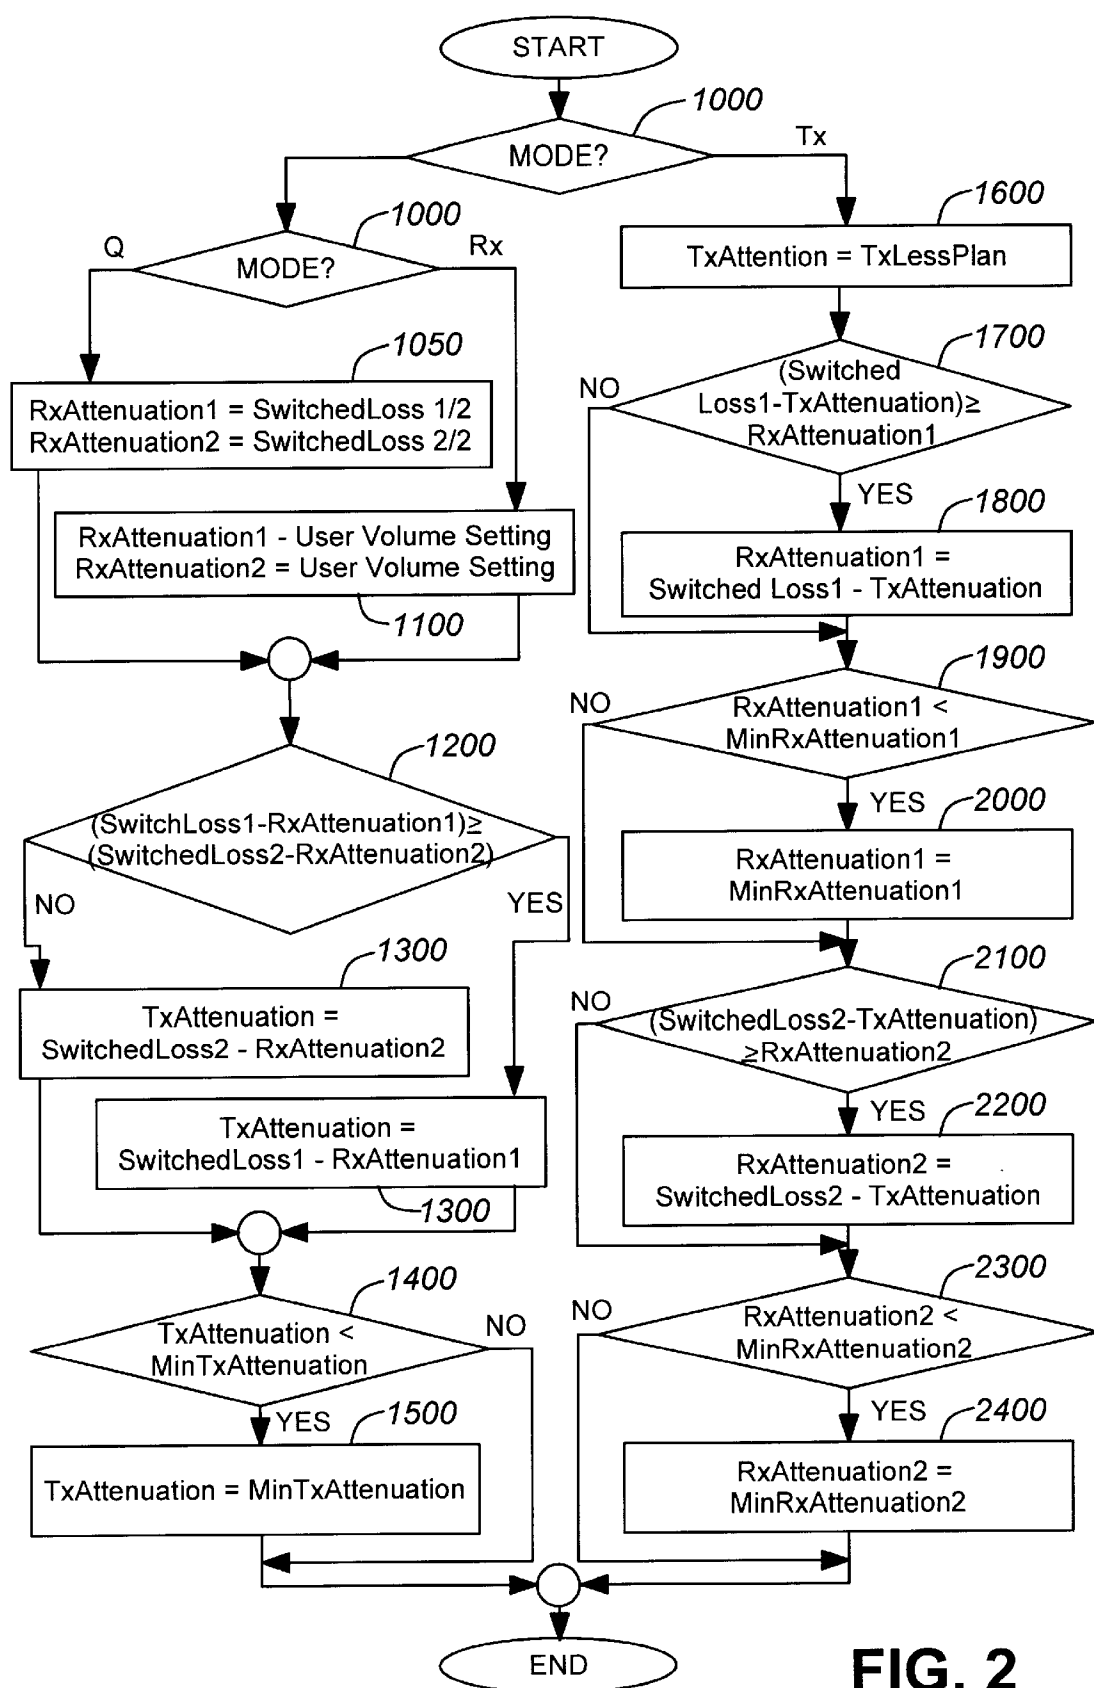 START
1000
MODE?
Tx
1000
Q
MODE?
Rx
1050
RxAttenuation1 = SwitchedLoss 1/2
RxAttenuation2 = SwitchedLoss 2/2
RxAttenuation1 - User Volume Setting
RxAttenuation2 = User Volume Setting
1100
1200
(SwitchLoss1-RxAttenuation1)≥
(SwitchedLoss2-RxAttenuation2)
NO
YES
1300
TxAttenuation =
SwitchedLoss2 - RxAttenuation2
TxAttenuation =
SwitchedLoss1 - RxAttenuation1
1300
1400
TxAttenuation <
MinTxAttenuation
NO
YES
1500
TxAttenuation = MinTxAttenuation
1600
TxAttention = TxLessPlan
1700
NO
(Switched
Loss1-TxAttenuation)≥
RxAttenuation1
YES
1800
RxAttenuation1 =
Switched Loss1 - TxAttenuation
1900
NO
RxAttenuation1 <
MinRxAttenuation1
YES
2000
RxAttenuation1 =
MinRxAttenuation1
2100
NO
(SwitchedLoss2-TxAttenuation)
≥RxAttenuation2
YES
2200
RxAttenuation2 =
SwitchedLoss2 - TxAttenuation
2300
NO
RxAttenuation2 <
MinRxAttenuation2
YES
2400
RxAttenuation2 =
MinRxAttenuation2
END
FIG. 2